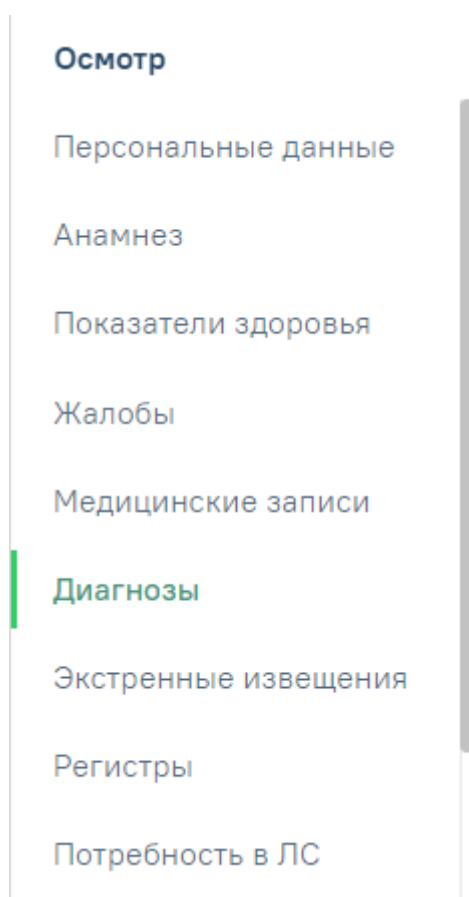 Осмотр
Персональные данные
Анамнез
Показатели здоровья
Жалобы
Медицинские записи
Диагнозы
Экстренные извещения
Регистры
Потребность в ЛС